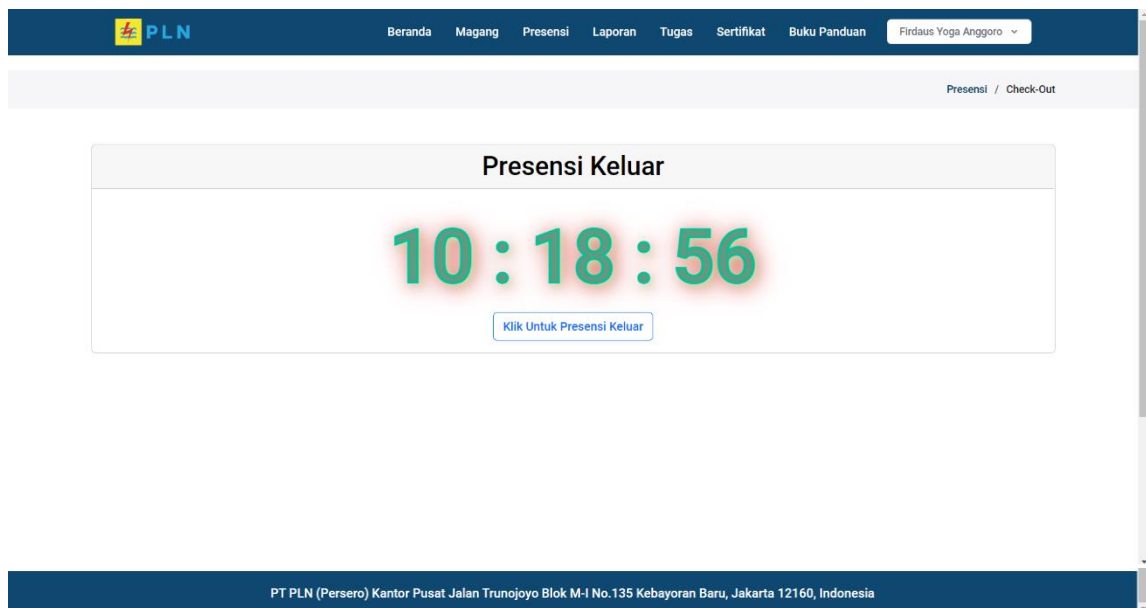 PLN
Beranda Magang Presensi Laporan Tugas Sertifikat Buku Panduan Firdaus Yoga Anggoro
Presensi / Check-Out
Presensi Keluar
10 : 18 : 56
Klik Untuk Presensi Keluar
PT PLN (Persero) Kantor Pusat Jalan Trunojoyo Blok M-I No.135 Kebayoran Baru, Jakarta 12160, Indonesia